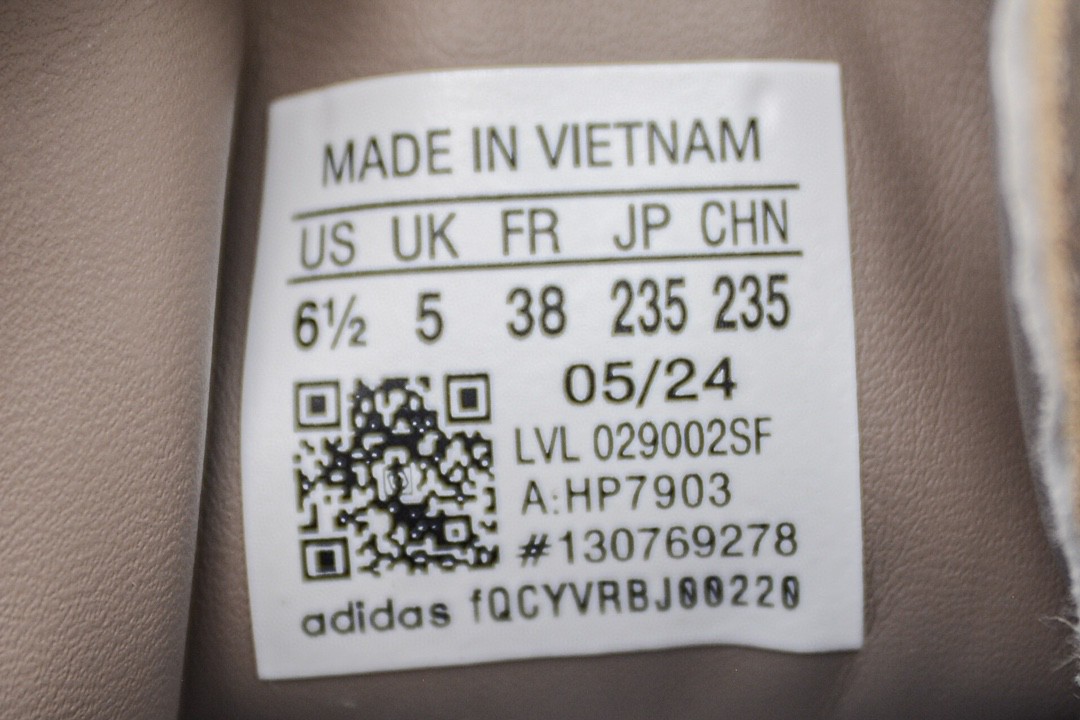 MADE IN VIETNAM
US UK FR JP CHN
6½ 5 38 235 235
05/24
LVL 029002SF
A:HP7903
#130769278
adidas fQCYVRBJ00220